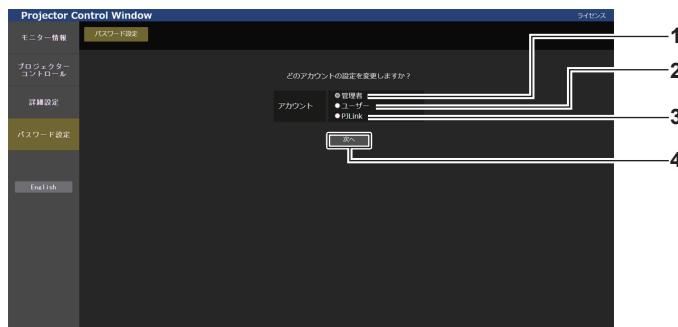 Projector Control Window
ライセンス
モニター情報
パスワード設定
プロジェクター
コントロール
どのアカウントの設定を変更しますか？
詳細設定
アカウント
管理者
ユーザー
PJLink
パスワード設定
次へ
English
1
2
3
4